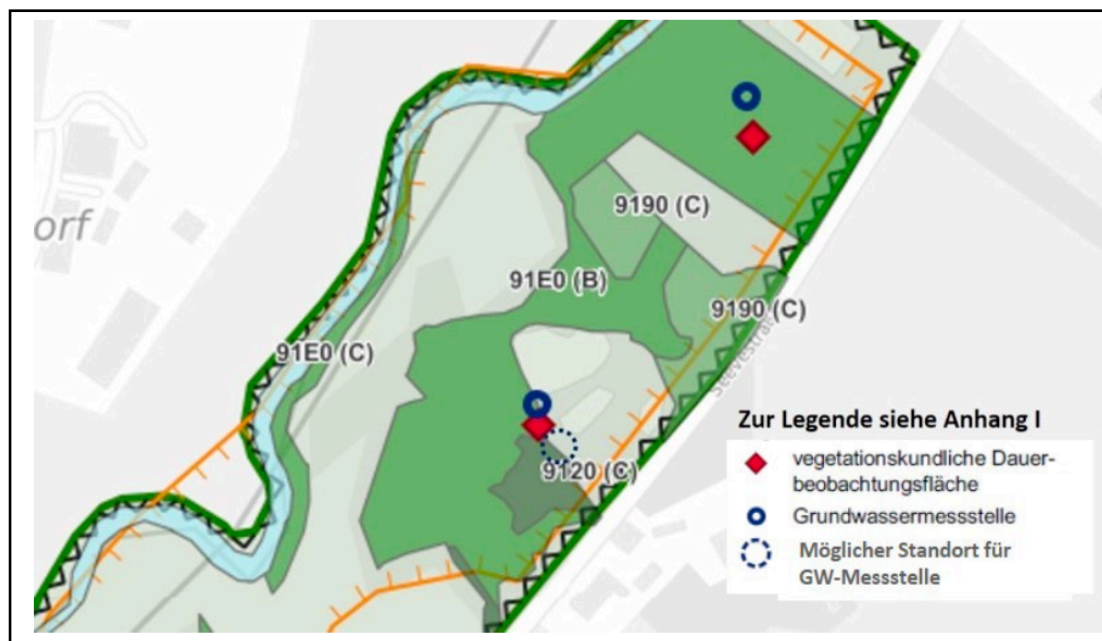 orf
9190 (C)
91E0 (B)
9190 (C)
91E0 (C)
9120 (C)
Zur Legende siehe Anhang I
vegetationskundliche Dauer-
beobachtungsfläche
Grundwassermessstelle
Möglicher Standort für
GW-Messstelle